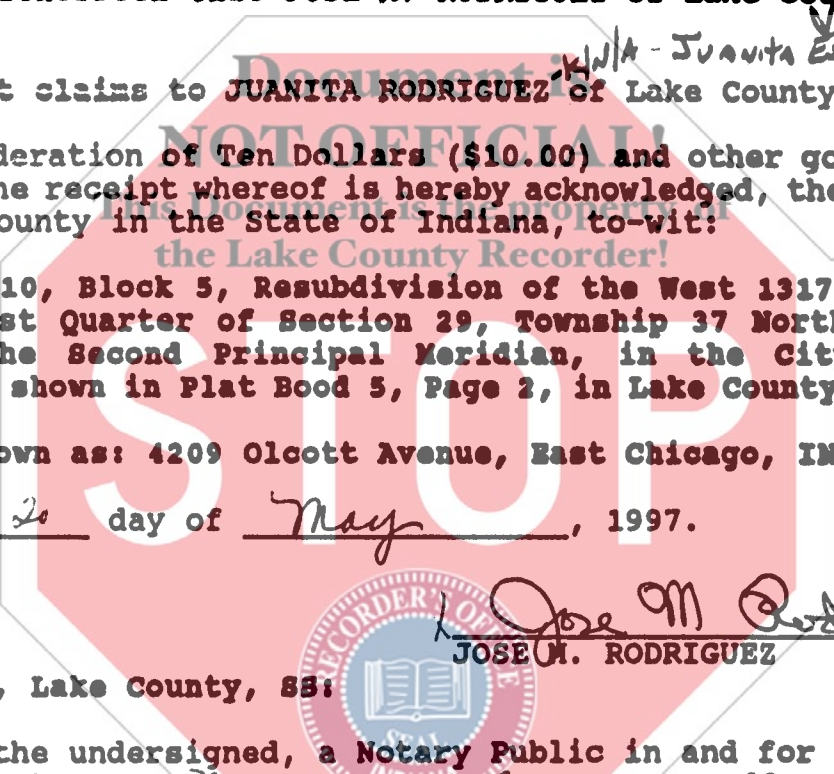 N/A - Juanita
t claims to JUANITA RODRIGUEZ of Lake County
deration of Ten Dollars ($10.00) and other go
he receipt whereof is hereby acknowledged, the
ounty in the State of Indiana, to-wit:
10, Block 5, Resubdivision of the West 1317
st Quarter of Section 29, Township 37 North
he Second Principal Meridian, in the Cit
shown in Plat Bood 5, Page 2, in Lake County
own as: 4209 Olcott Avenue, East Chicago, IN
20 day of May, 1997.
Jose M Rod
JOSE M. RODRIGUEZ
, Lake County, SS:
the undersigned, a Notary Public in and for
Document is
NOT OFFICIAL!
This Document is the property of
the Lake County Recorder!
STOP
RECORDER'S OFFICE
SEAL